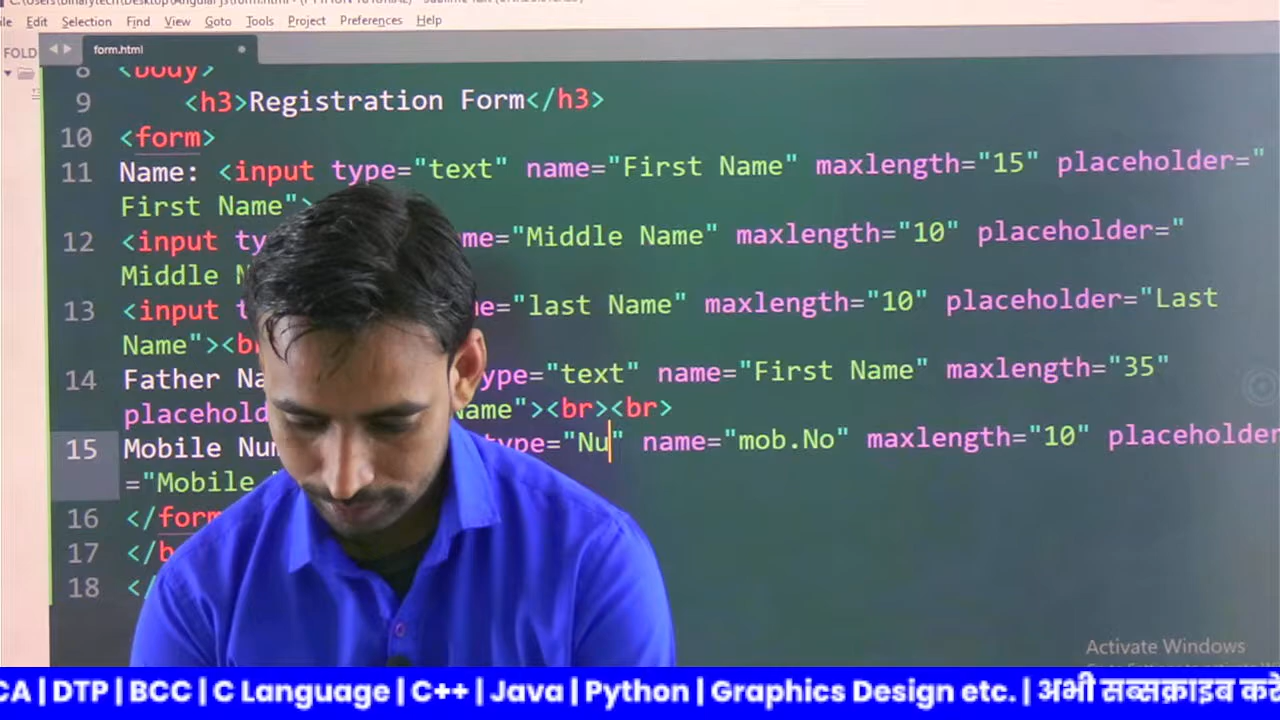 Edit Selection Find View Goto Tools Project Preferences Help
FOLD
form.html
8 <body>
9 <h3>Registration Form</h3>
10 <form>
11 Name: <input type="text" name="First Name" maxlength="15" placeholder="
First Name">
12 <input me="Middle Name" maxlength="10" placeholder="
Middle
13 <input me="last Name" maxlength="10" placeholder="Last
Name"><b
14 Father ype="text" name="First Name" maxlength="35"
placehold Name"><br><br>
15 Mobile type="Nu" name="mob.No" maxlength="10" placeholder
="Mobile
16 </form
17 </b
18 </
Activate Windows
CA | DTP | BCC | C Language | C++ | Java | Python | Graphics Design etc. | अभी सब्सक्राइब करे